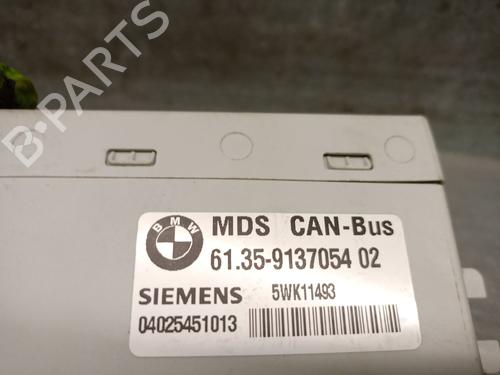 B-PARTS
BMW
MDS CAN-Bus
61.35-9137054 02
SIEMENS 5WK11493
04025451013